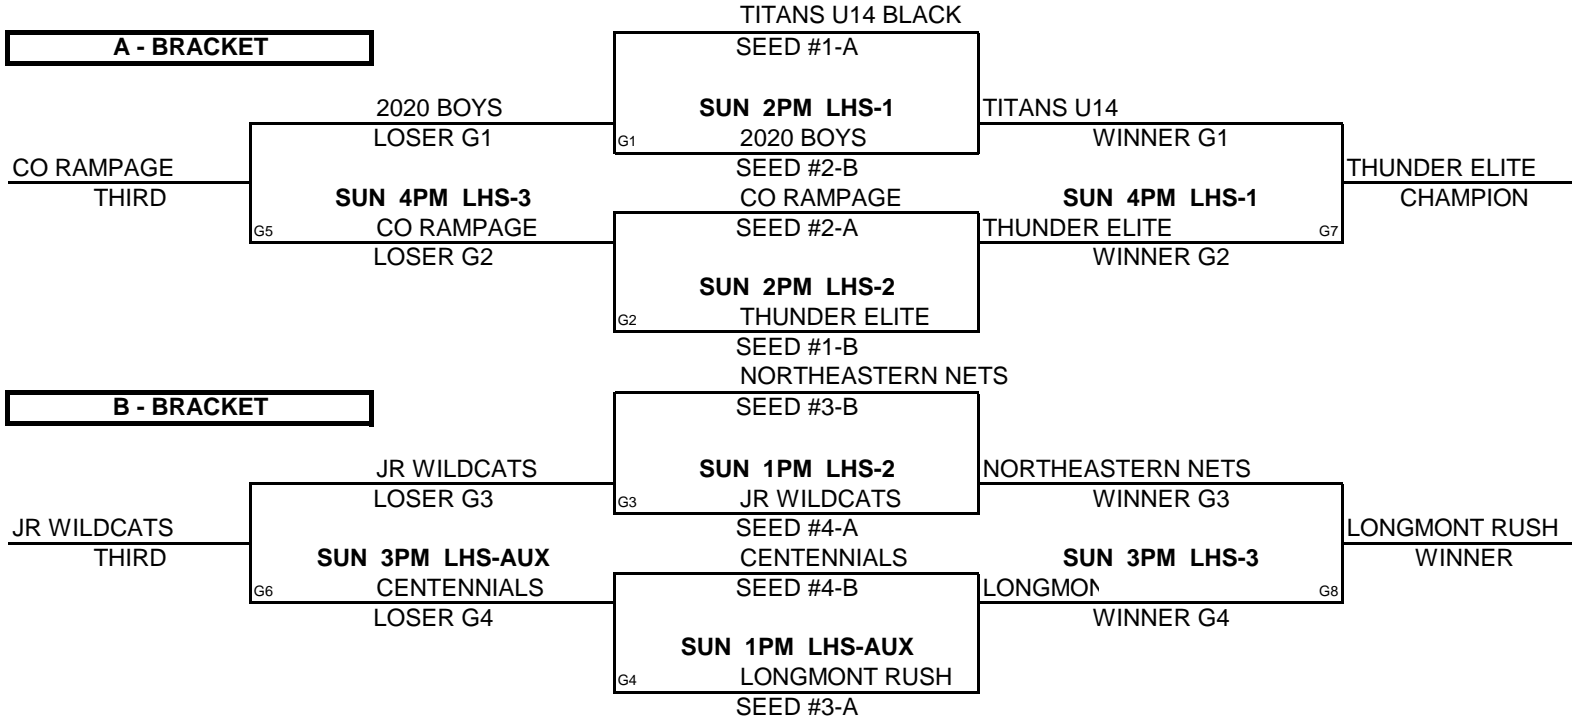 TITANS U14 BLACK
A - BRACKET
SEED #1-A
2020 BOYS
SUN 2PM LHS-1
TITANS U14
LOSER G1
G1
2020 BOYS
WINNER G1
CO RAMPAGE
SEED #2-B
THUNDER ELITE
THIRD
SUN 4PM LHS-3
CO RAMPAGE
SUN 4PM LHS-1
CHAMPION
G5
CO RAMPAGE
SEED #2-A
THUNDER ELITE
G7
LOSER G2
WINNER G2
SUN 2PM LHS-2
G2
THUNDER ELITE
SEED #1-B
NORTHEASTERN NETS
B - BRACKET
SEED #3-B
JR WILDCATS
SUN 1PM LHS-2
NORTHEASTERN NETS
LOSER G3
G3
JR WILDCATS
WINNER G3
JR WILDCATS
SEED #4-A
LONGMONT RUSH
THIRD
SUN 3PM LHS-AUX
CENTENNIALS
SUN 3PM LHS-3
WINNER
G6
CENTENNIALS
SEED #4-B
LONGMON
G8
LOSER G4
WINNER G4
SUN 1PM LHS-AUX
G4
LONGMONT RUSH
SEED #3-A